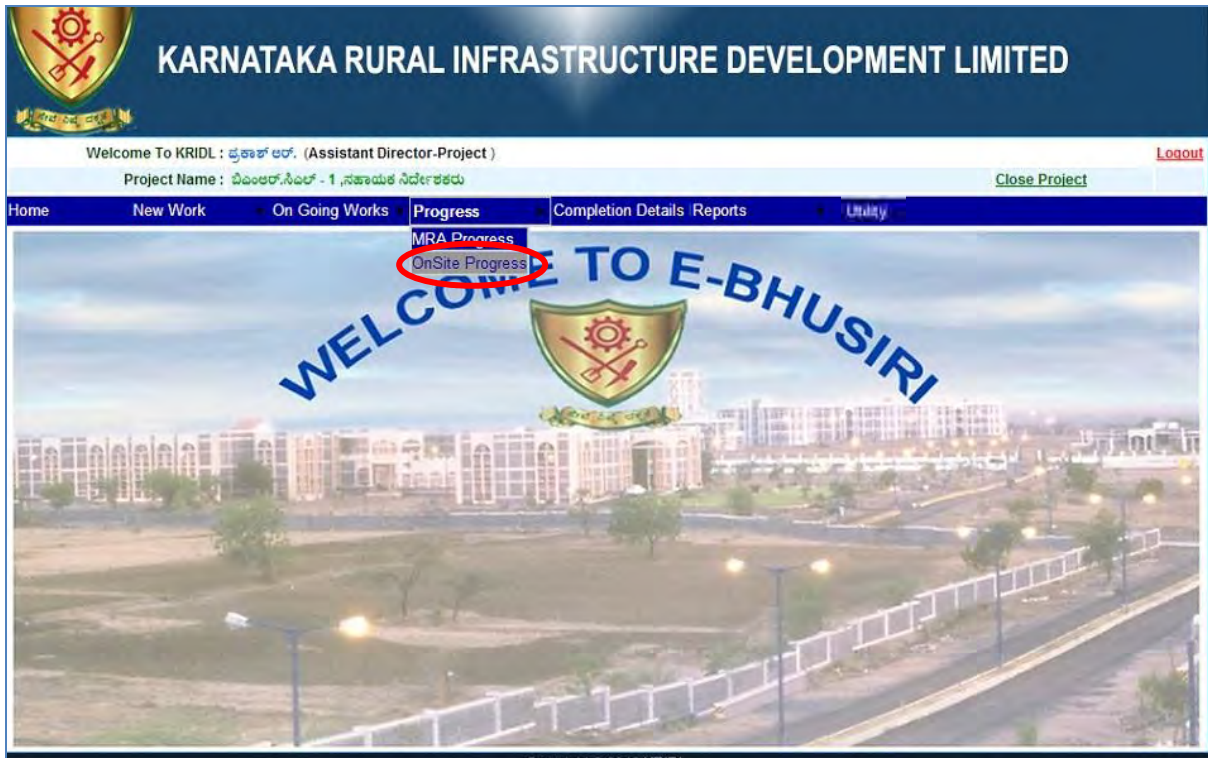 KARNATAKA RURAL INFRASTRUCTURE DEVELOPMENT LIMITED
Welcome To KRIDL : ಪ್ರಕಾಶ್ ಆರ್. (Assistant Director-Project )
Logout
Project Name : ಬಿಎಂಆರ್.ಸಿಎಲ್ - 1 ,ಸಹಾಯಕ ನಿರ್ದೇಶಕರು
Close Project
Home New Work On Going Works Progress Completion Details Reports Utility
MRA Progress
OnSite Progress
WELCOME TO E-BHUSIRI